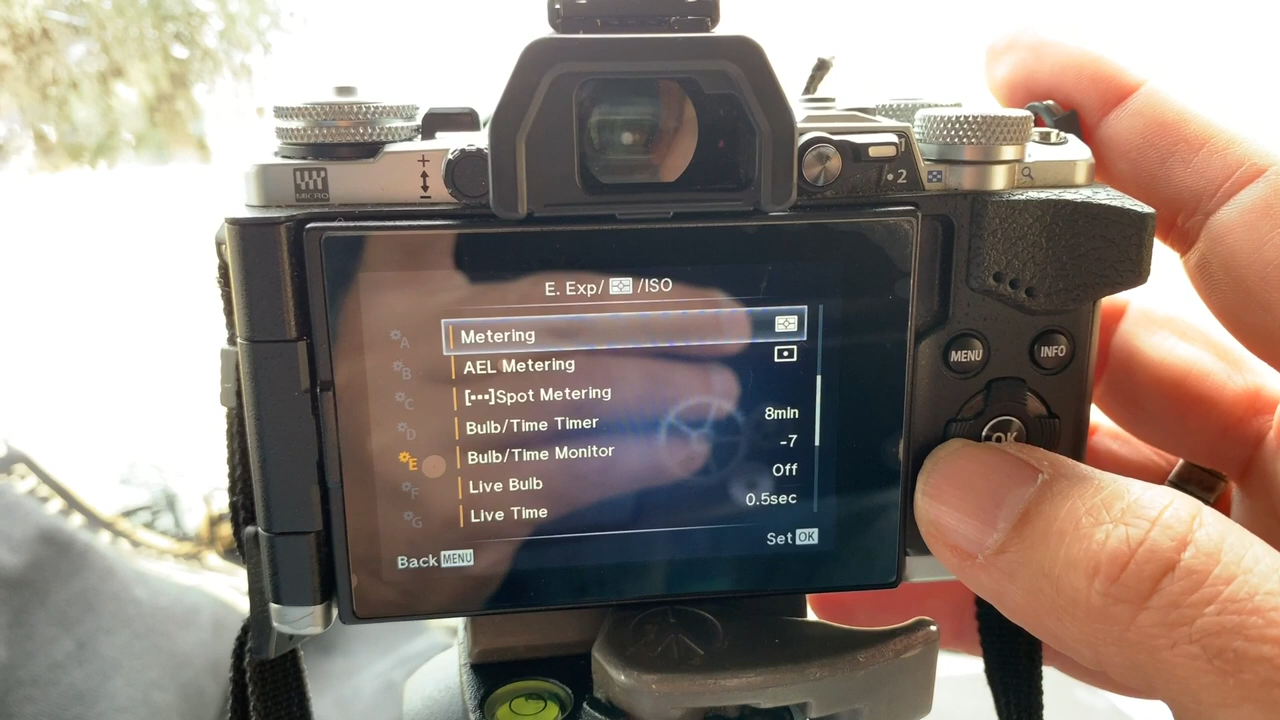 MICRO
1
2
E. Exp/ /ISO
Metering
AEL Metering
[•••]Spot Metering
Bulb/Time Timer 8min
Bulb/Time Monitor -7
Live Bulb Off
Live Time 0.5sec
A
B
C
D
E
F
G
Back MENU
Set OK
MENU
INFO
OK